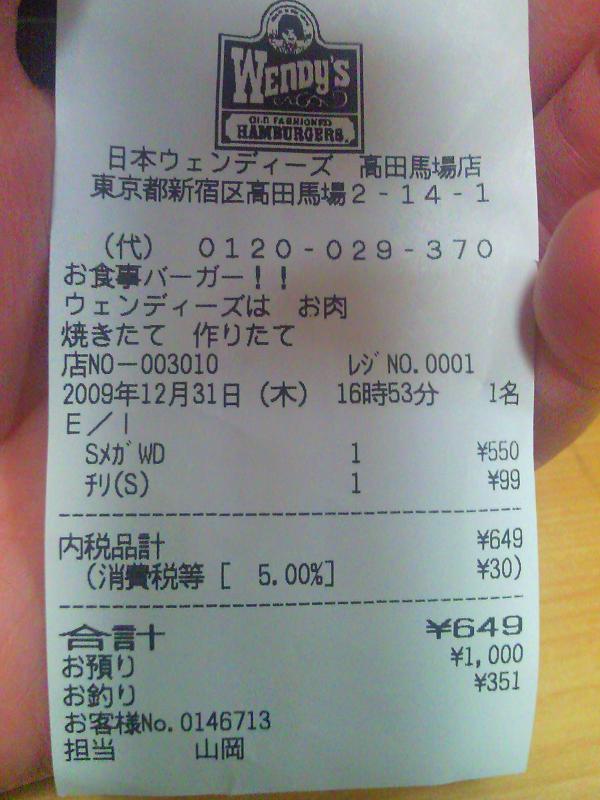 WENDY'S
OLD FASHIONED
HAMBURGERS.
日本ウェンディーズ 高田馬場店
東京都新宿区高田馬場2-14-1
(代) 0120-029-370
お食事バーガー!!
ウェンディーズは お肉
焼きたて 作りたて
店NO-003010 レジNO.0001
2009年12月31日(木) 16時53分 1名
E/I
SメガWD 1 ¥550
チリ(S) 1 ¥99
内税品計 ¥649
(消費税等 [ 5.00%] ¥30)
合計 ¥649
お預り ¥1,000
お釣り ¥351
お客様No.0146713
担当 山岡